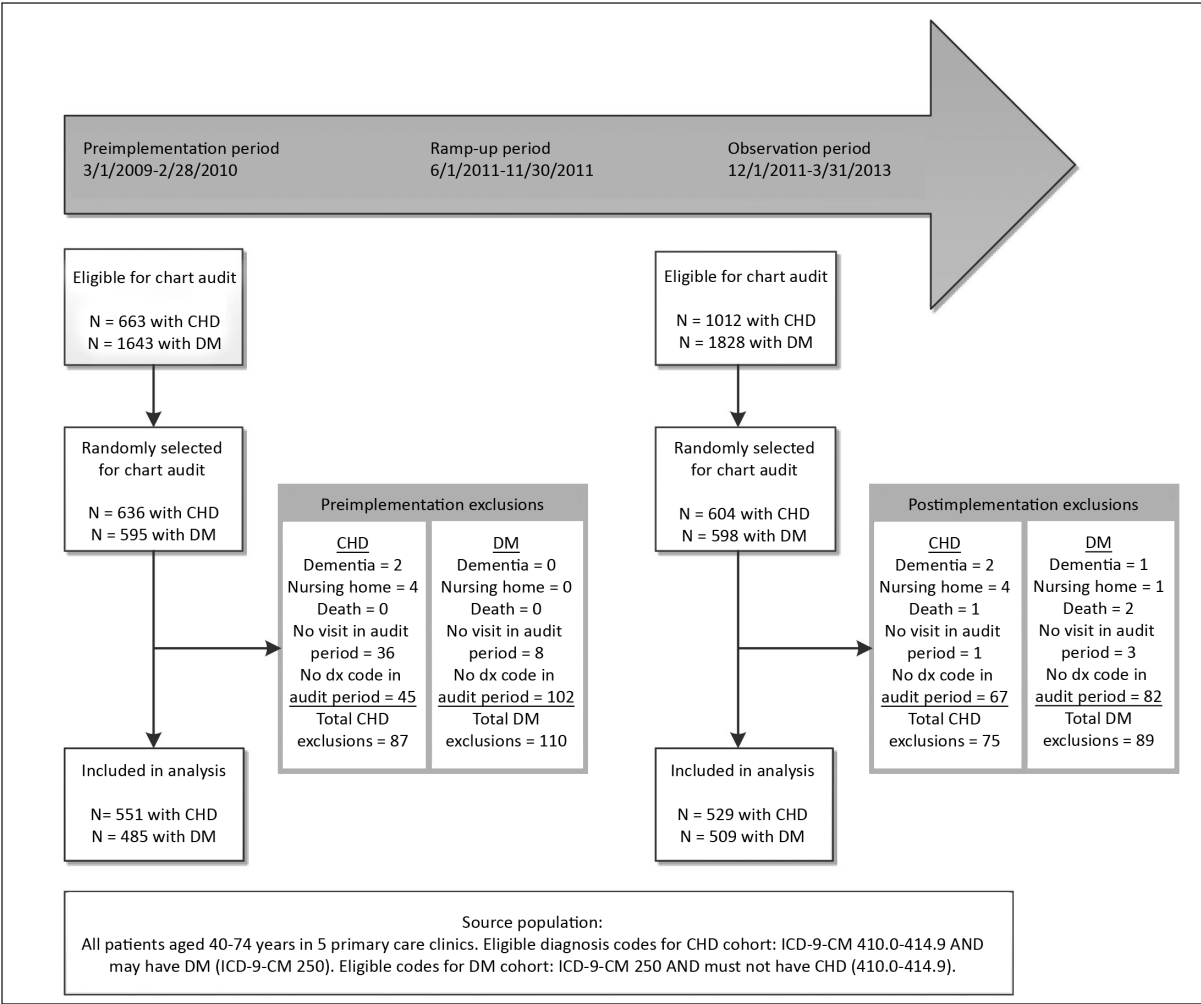 Preimplementation period
3/1/2009-2/28/2010
Ramp-up period
6/1/2011-11/30/2011
Observation period
12/1/2011-3/31/2013
Eligible for chart audit
N = 663 with CHD
N = 1643 with DM
Randomly selected
for chart audit
N = 636 with CHD
N = 595 with DM
Preimplementation exclusions
CHD
Dementia = 2
Nursing home = 4
Death = 0
No visit in audit
period = 36
No dx code in
audit period = 45
Total CHD
exclusions = 87
DM
Dementia = 0
Nursing home = 0
Death = 0
No visit in audit
period = 8
No dx code in
audit period = 102
Total DM
exclusions = 110
Included in analysis
N= 551 with CHD
N = 485 with DM
Eligible for chart audit
N = 1012 with CHD
N = 1828 with DM
Randomly selected
for chart audit
N = 604 with CHD
N = 598 with DM
Postimplementation exclusions
CHD
Dementia = 2
Nursing home = 4
Death = 1
No visit in audit
period = 1
No dx code in
audit period = 67
Total CHD
exclusions = 75
DM
Dementia = 1
Nursing home = 1
Death = 2
No visit in audit
period = 3
No dx code in
audit period = 82
Total DM
exclusions = 89
Included in analysis
N = 529 with CHD
N = 509 with DM
Source population:
All patients aged 40-74 years in 5 primary care clinics. Eligible diagnosis codes for CHD cohort: ICD-9-CM 410.0-414.9 AND
may have DM (ICD-9-CM 250). Eligible codes for DM cohort: ICD-9-CM 250 AND must not have CHD (410.0-414.9).